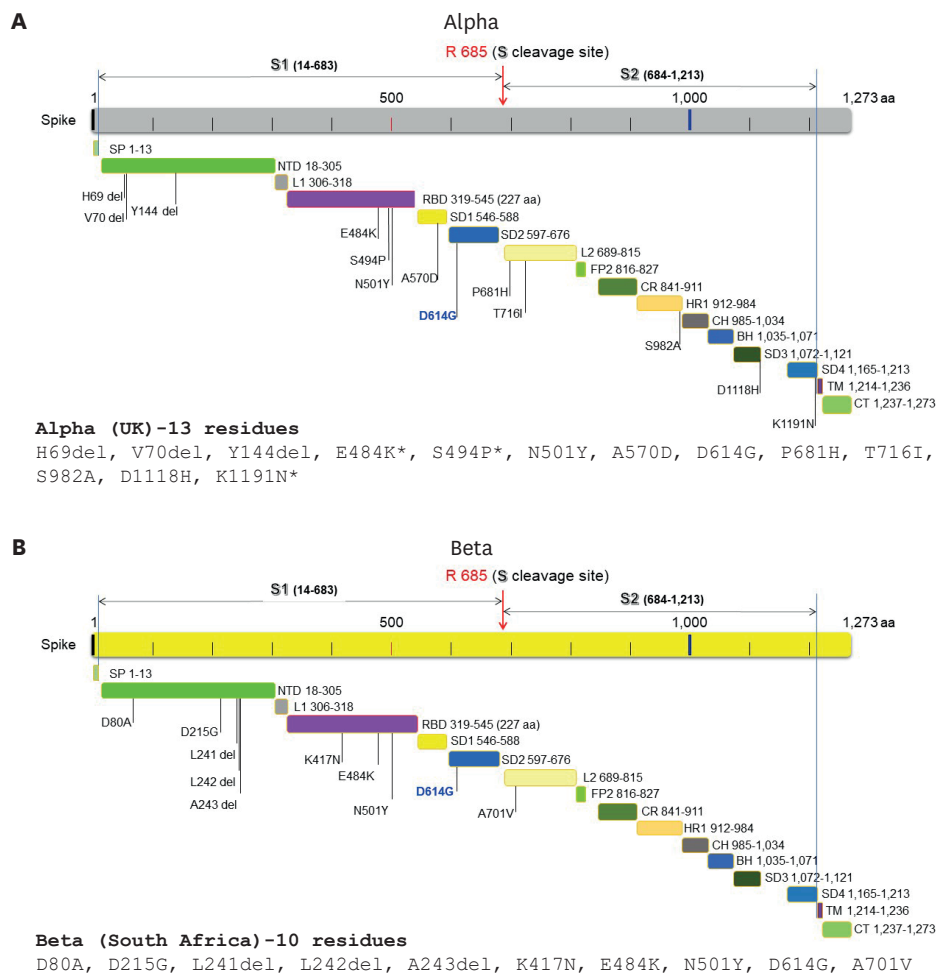 A
Alpha
R 685 (S cleavage site)
S1 (14-683)
S2 (684-1,213)
1
500
1,000
1,273 aa
Spike
SP 1-13
NTD 18-305
H69 del
V70 del
Y144 del
L1 306-318
RBD 319-545 (227 aa)
E484K
S494P
N501Y
SD1 546-588
A570D
SD2 597-676
D614G
L2 689-815
P681H
T716I
FP2 816-827
CR 841-911
HR1 912-984
S982A
CH 985-1,034
BH 1,035-1,071
SD3 1,072-1,121
D1118H
SD4 1,165-1,213
TM 1,214-1,236
K1191N
CT 1,237-1,273
Alpha (UK)-13 residues
H69del, V70del, Y144del, E484K*, S494P*, N501Y, A570D, D614G, P681H, T716I,
S982A, D1118H, K1191N*
B
Beta
R 685 (S cleavage site)
S1 (14-683)
S2 (684-1,213)
1
500
1,000
1,273 aa
Spike
SP 1-13
NTD 18-305
D80A
D215G
L241 del
L242 del
A243 del
L1 306-318
RBD 319-545 (227 aa)
K417N
E484K
N501Y
SD1 546-588
SD2 597-676
D614G
L2 689-815
A701V
FP2 816-827
CR 841-911
HR1 912-984
CH 985-1,034
BH 1,035-1,071
SD3 1,072-1,121
SD4 1,165-1,213
TM 1,214-1,236
CT 1,237-1,273
Beta (South Africa)-10 residues
D80A, D215G, L241del, L242del, A243del, K417N, E484K, N501Y, D614G, A701V